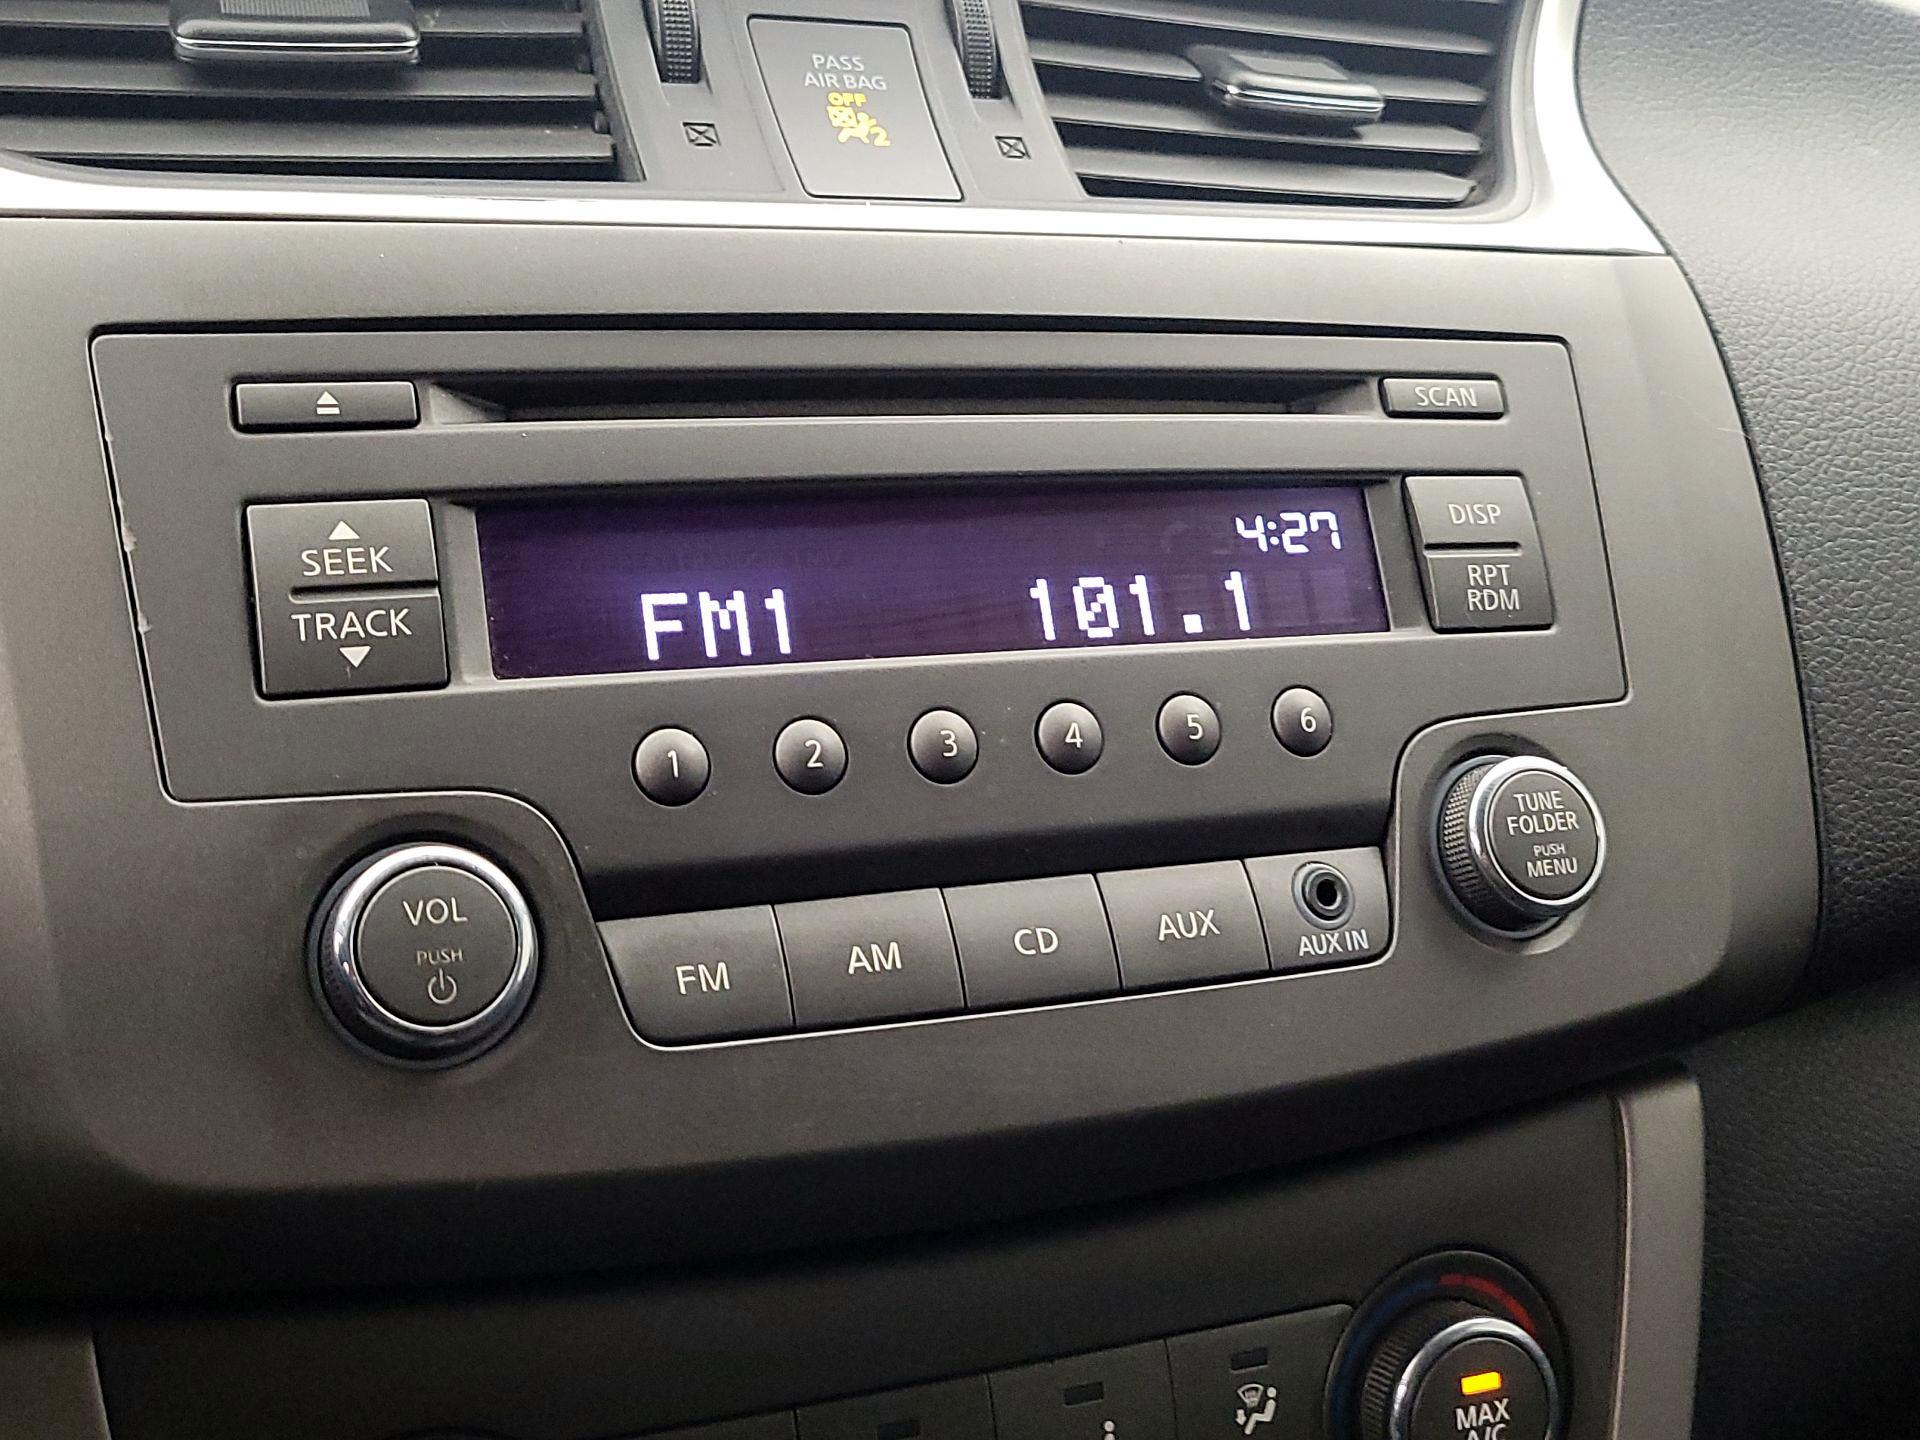 PASS
AIR BAG
OFF
2
SCAN
SEEK
TRACK
4:27
FM1 101.1
DISP
RPT
RDM
1 2 3 4 5 6
TUNE
FOLDER
PUSH
MENU
VOL
PUSH
FM AM CD AUX AUX IN
MAX
A/C